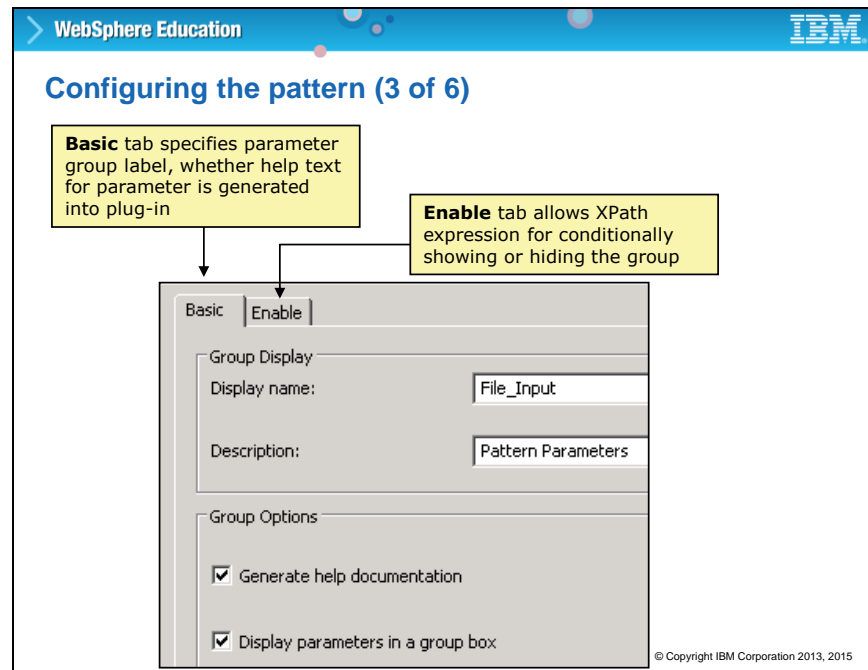 WebSphere Education
IBM
Configuring the pattern (3 of 6)
Basic tab specifies parameter
group label, whether help text
for parameter is generated
into plug-in
Enable tab allows XPath
expression for conditionally
showing or hiding the group
Basic
Enable
Group Display
Display name:
File_Input
Description:
Pattern Parameters
Group Options
Generate help documentation
Display parameters in a group box
© Copyright IBM Corporation 2013, 2015